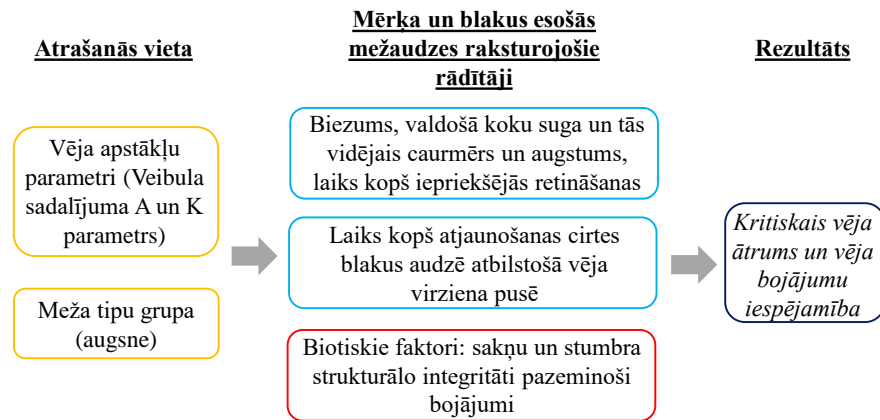 Atrašanās vieta
Vēja apstākļu
parametri (Veibula
sadalījuma A un K
parametrs)
Meža tipu grupa
(augsne)
Mērķa un blakus esošās
mežaudzes raksturojošie
rādītāji
Biezums, valdošā koku suga un tās
vidējais caurmērs un augstums,
laiks kopš iepriekšējās retināšanas
Laiks kopš atjaunošanas cirtes
blakus audzē atbilstošā vēja
virziena pusē
Biotiskie faktori: sakņu un stumbra
strukturālo integritāti pazeminoši
bojājumi
Rezultāts
Kritiskais vēja
ātrums un vēja
bojājumu
iespējamība